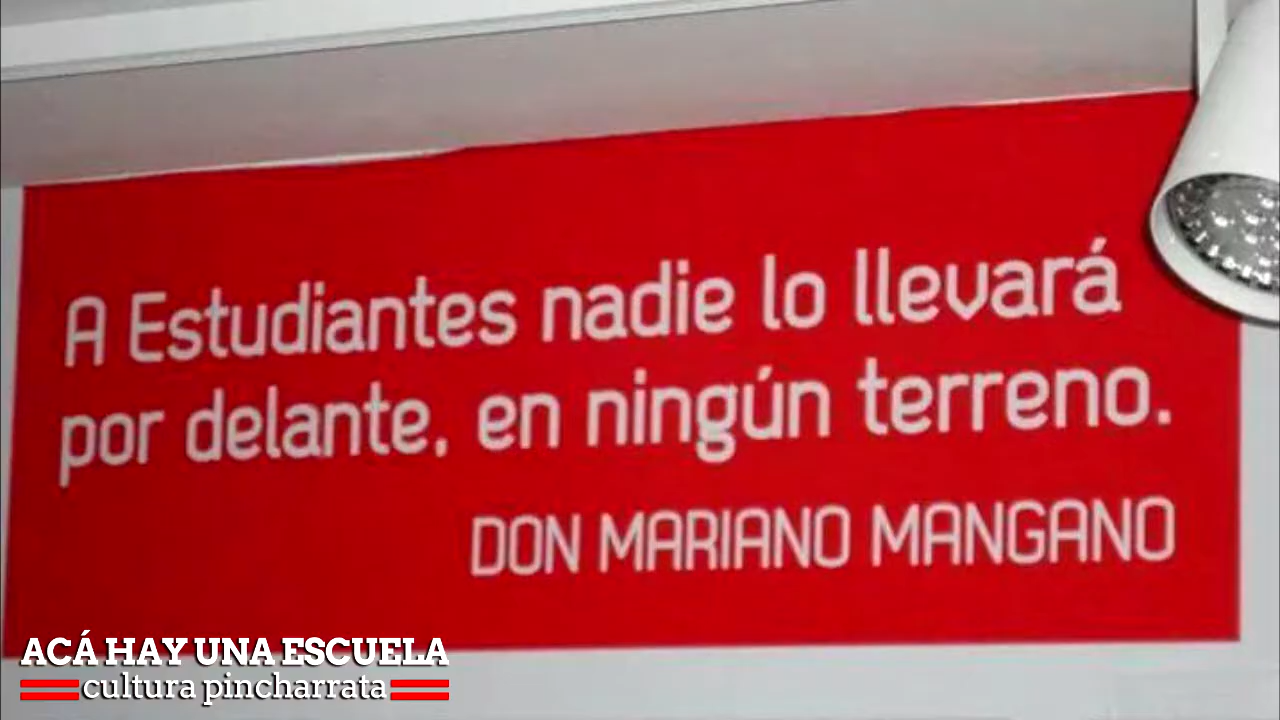 A Estudiantes nadie lo llevará
por delante, en ningún terreno.
DON MARIANO MANGANO
ACÁ HAY UNA ESCUELA
cultura pincharrata